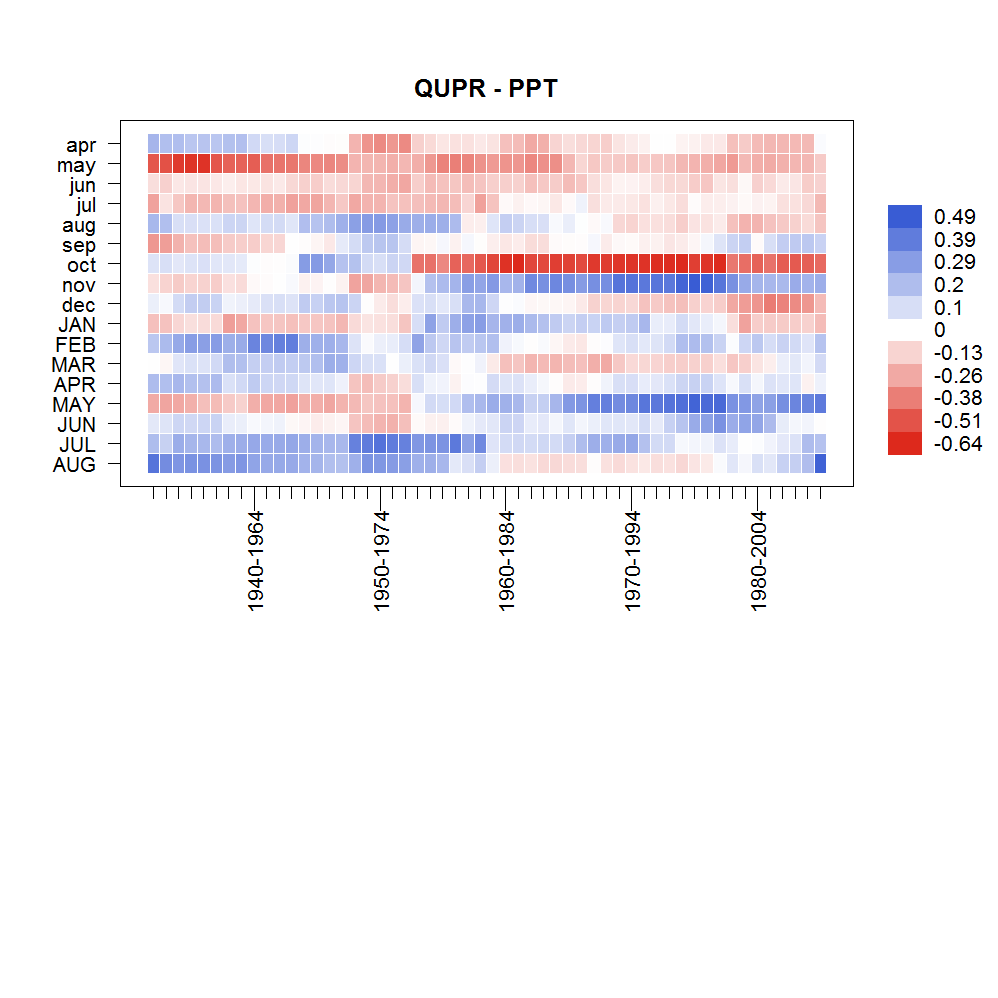 QUPR - PPT
apr
may
jun
jul
aug
sep
oct
nov
dec
JAN
FEB
MAR
APR
MAY
JUN
JUL
AUG
0.49
0.39
0.29
0.2
0.1
0
-0.13
-0.26
-0.38
-0.51
-0.64
1940-1964
1950-1974
1960-1984
1970-1994
1980-2004